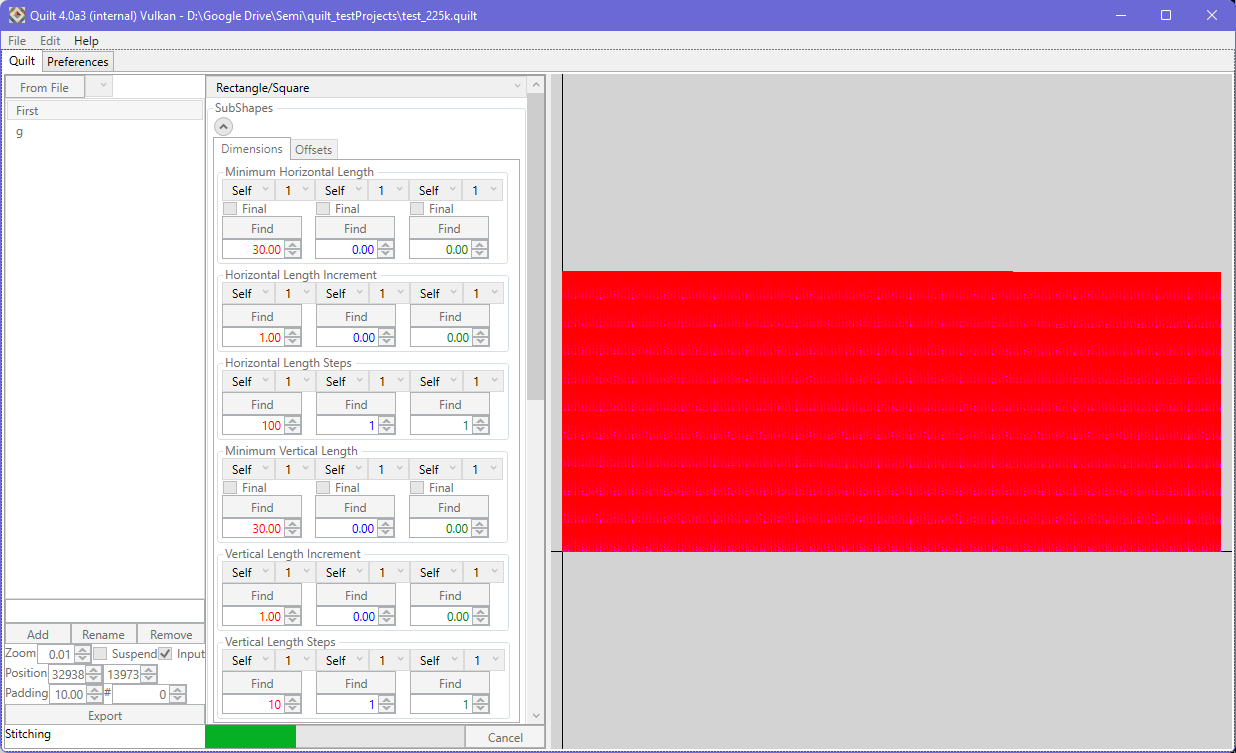 Quilt 4.0a3 (internal) Vulkan - D:\Google Drive\Semi\quilt_testProjects\test_225k.quilt
File Edit Help
Quilt Preferences
From File
First
g
Rectangle/Square
SubShapes
Dimensions Offsets
Minimum Horizontal Length
Self 1 Self 1 Self 1
Final Final Final
Find Find Find
30.00 0.00 0.00
Horizontal Length Increment
Self 1 Self 1 Self 1
Find Find Find
1.00 0.00 0.00
Horizontal Length Steps
Self 1 Self 1 Self 1
Find Find Find
100 1 1
Minimum Vertical Length
Self 1 Self 1 Self 1
Final Final Final
Find Find Find
30.00 0.00 0.00
Vertical Length Increment
Self 1 Self 1 Self 1
Find Find Find
1.00 0.00 0.00
Vertical Length Steps
Self 1 Self 1 Self 1
Find Find Find
10 1 1
Add Rename Remove
Zoom 0.01 Suspend Input
Position 32938 13973
Padding 10.00 # 0
Export
Stitching
Cancel